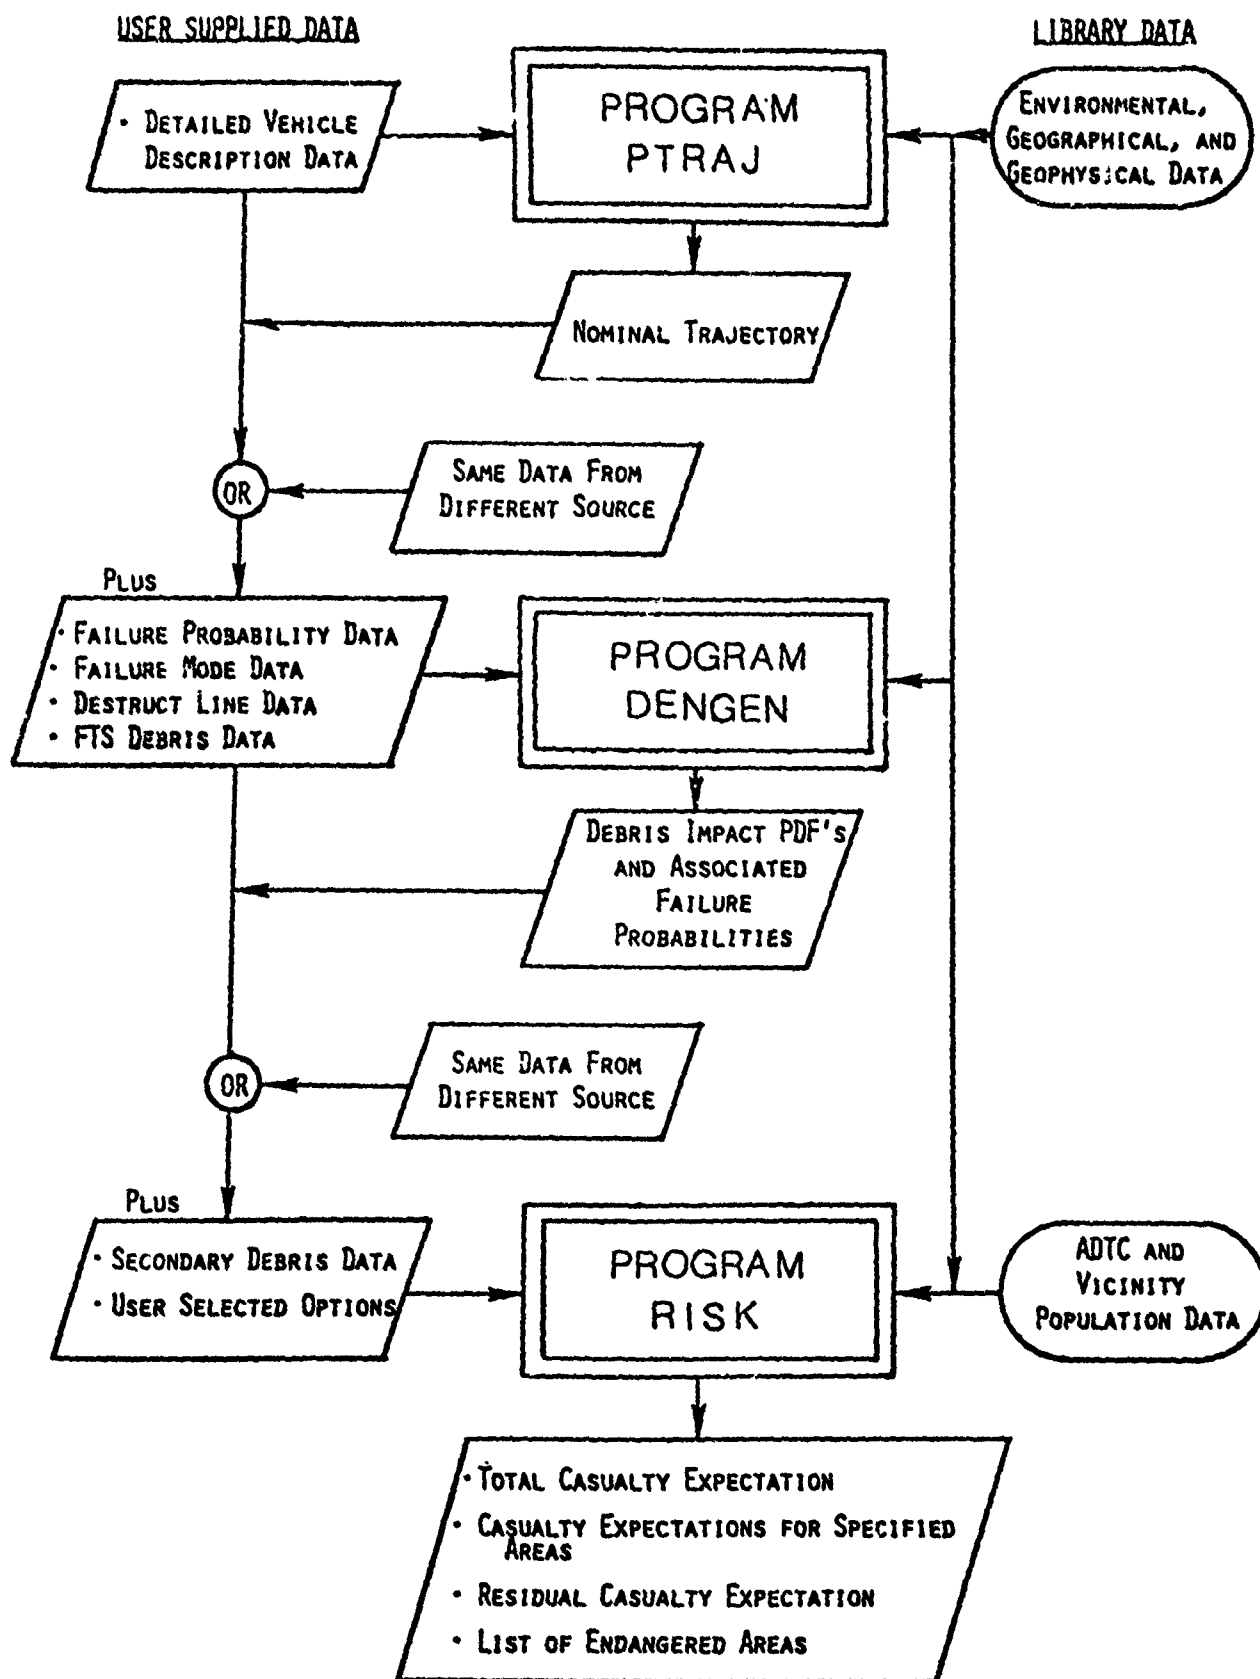 USER SUPPLIED DATA
LIBRARY DATA
• DETAILED VEHICLE
DESCRIPTION DATA
PROGRAM
PTRAJ
ENVIRONMENTAL,
GEOGRAPHICAL, AND
GEOPHYSICAL DATA
NOMINAL TRAJECTORY
OR
SAME DATA FROM
DIFFERENT SOURCE
PLUS
• FAILURE PROBABILITY DATA
• FAILURE MODE DATA
• DESTRUCT LINE DATA
• FTS DEBRIS DATA
PROGRAM
DENGEN
DEBRIS IMPACT PDF'S
AND ASSOCIATED
FAILURE
PROBABILITIES
OR
SAME DATA FROM
DIFFERENT SOURCE
PLUS
• SECONDARY DEBRIS DATA
• USER SELECTED OPTIONS
PROGRAM
RISK
ADTC AND
VICINITY
POPULATION DATA
• TOTAL CASUALTY EXPECTATION
• CASUALTY EXPECTATIONS FOR SPECIFIED
AREAS
• RESIDUAL CASUALTY EXPECTATION
• LIST OF ENDANGERED AREAS